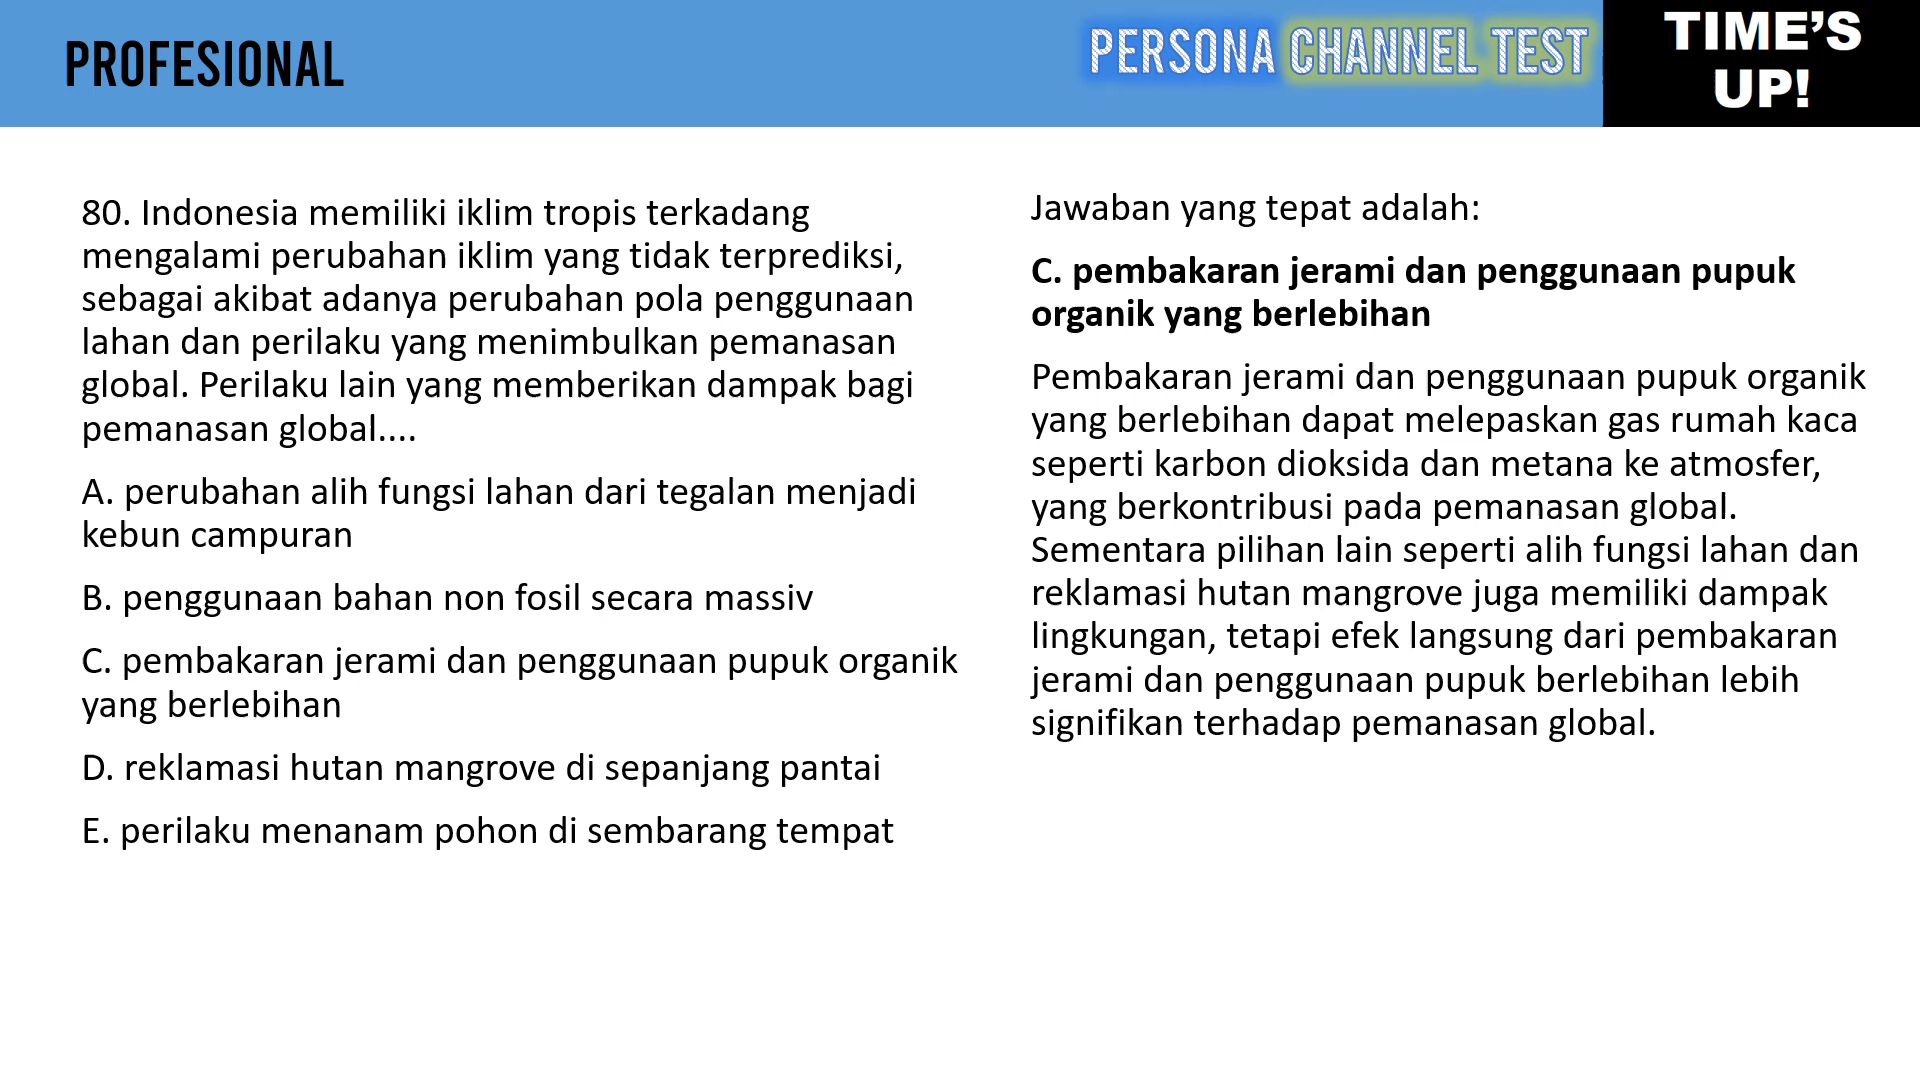 PROFESIONAL
PERSONA CHANNEL TEST
TIME'S
UP!
80. Indonesia memiliki iklim tropis terkadang
mengalami perubahan iklim yang tidak terprediksi,
sebagai akibat adanya perubahan pola penggunaan
lahan dan perilaku yang menimbulkan pemanasan
global. Perilaku lain yang memberikan dampak bagi
pemanasan global....
A. perubahan alih fungsi lahan dari tegalan menjadi
kebun campuran
B. penggunaan bahan non fosil secara massiv
C. pembakaran jerami dan penggunaan pupuk organik
yang berlebihan
D. reklamasi hutan mangrove di sepanjang pantai
E. perilaku menanam pohon di sembarang tempat
Jawaban yang tepat adalah:
C. pembakaran jerami dan penggunaan pupuk
organik yang berlebihan
Pembakaran jerami dan penggunaan pupuk organik
yang berlebihan dapat melepaskan gas rumah kaca
seperti karbon dioksida dan metana ke atmosfer,
yang berkontribusi pada pemanasan global.
Sementara pilihan lain seperti alih fungsi lahan dan
reklamasi hutan mangrove juga memiliki dampak
lingkungan, tetapi efek langsung dari pembakaran
jerami dan penggunaan pupuk berlebihan lebih
signifikan terhadap pemanasan global.